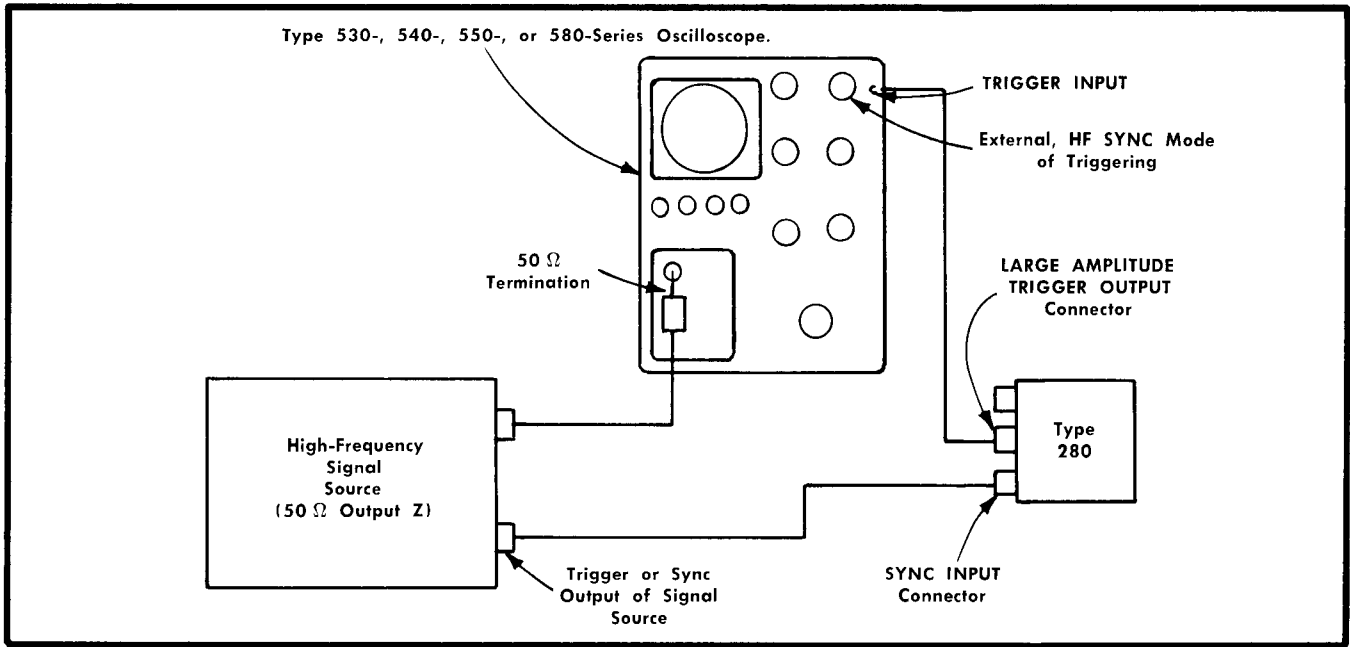 Type 530-, 540-, 550-, or 580-Series Oscilloscope.
TRIGGER INPUT
External, HF SYNC Mode
of Triggering
50 Ω
Termination
LARGE AMPLITUDE
TRIGGER OUTPUT
Connector
High-Frequency
Signal
Source
(50 Ω Output Z)
Type
280
Trigger or Sync
Output of Signal
Source
SYNC INPUT
Connector